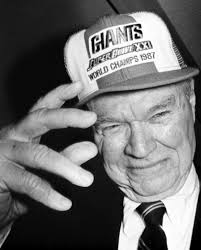 GIANTS
SUPER BOWL XXI
WORLD CHAMPS 1987